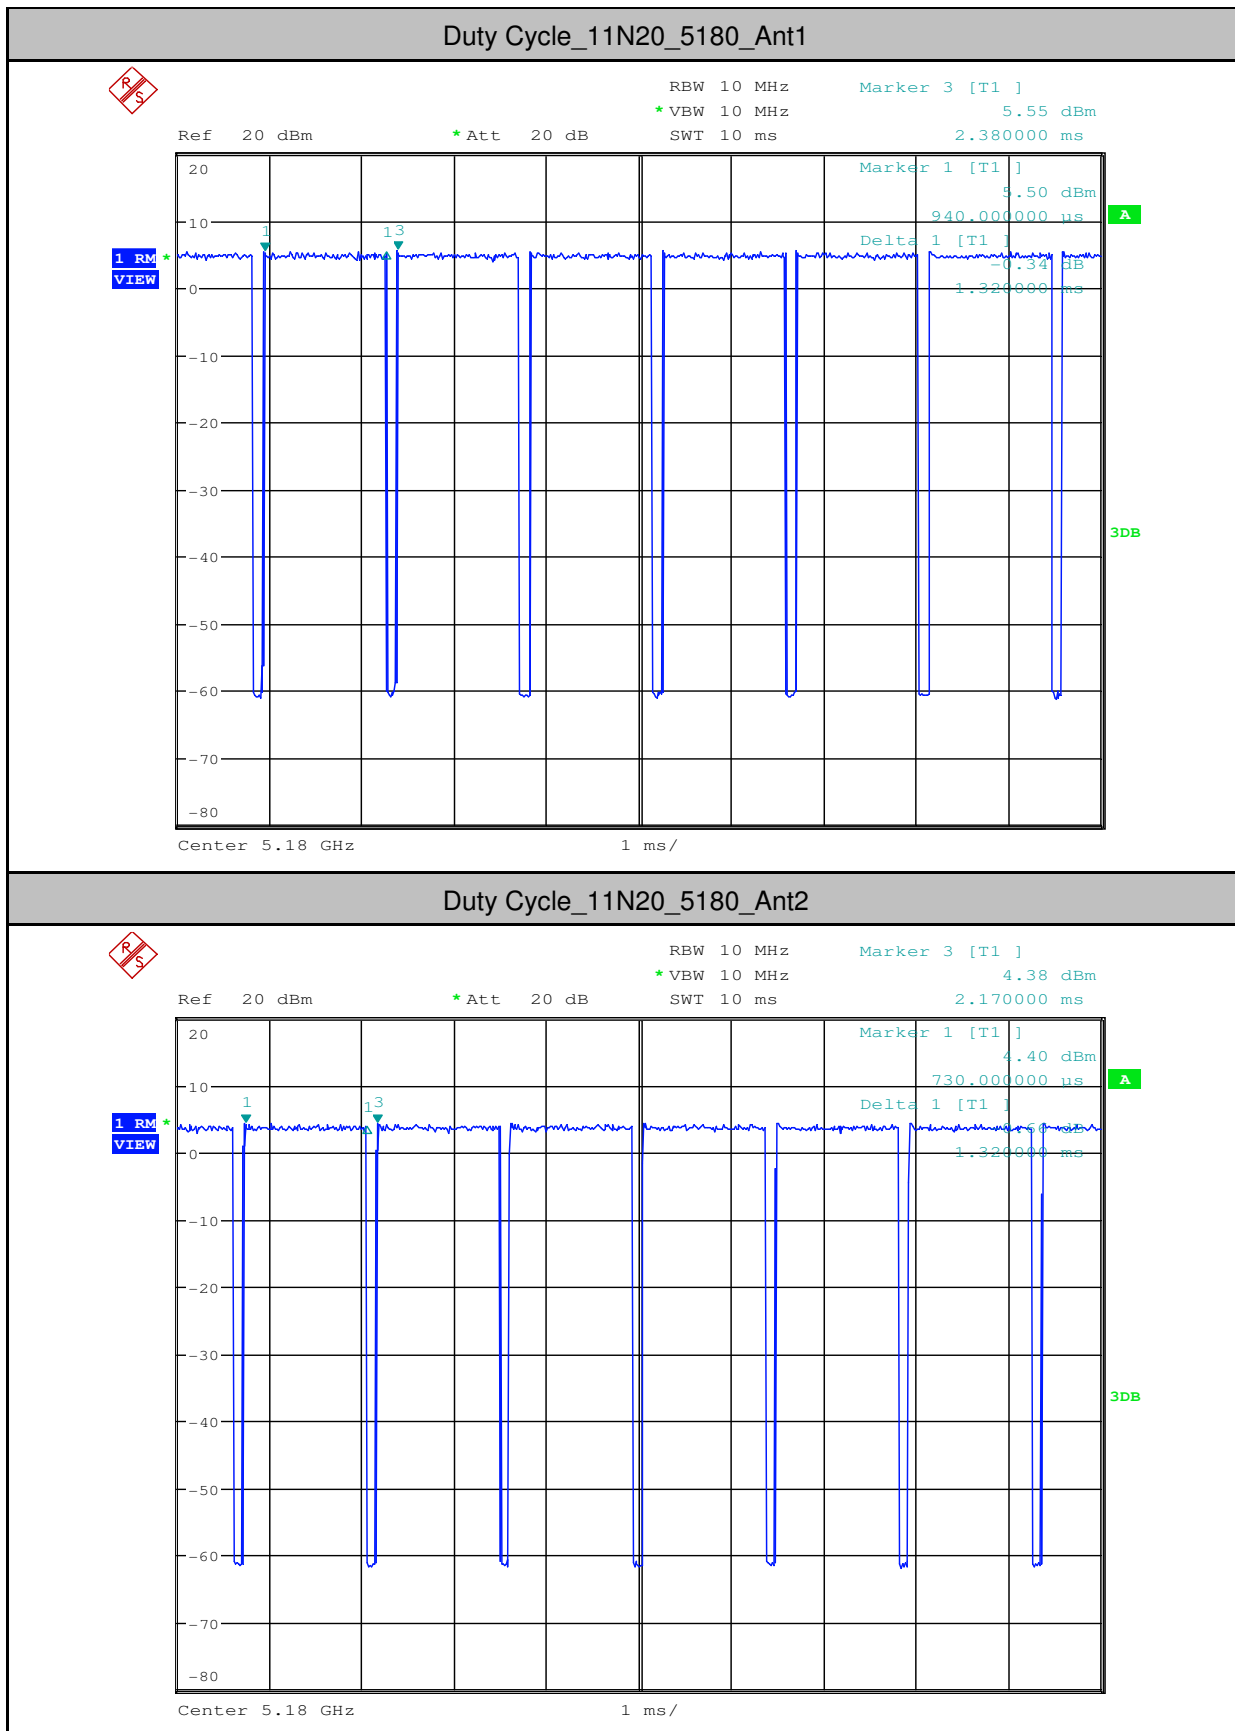 Duty Cycle_11N20_5180_Ant1
R S
RBW 10 MHz Marker 3 [T1 ]
* VBW 10 MHz 5.55 dBm
Ref 20 dBm * Att 20 dB SWT 10 ms 2.380000 ms
20 Marker 1 [T1 ]
5.50 dBm
10 940.000000 µs A
1 1 3 Delta 1 [T1 ]
1 RM * -0.34 dB
VIEW
0 1.320000 ms
-10
-20
-30
3DB
-40
-50
-60
-70
-80
Center 5.18 GHz 1 ms/
Duty Cycle_11N20_5180_Ant2
R S
RBW 10 MHz Marker 3 [T1 ]
* VBW 10 MHz 4.38 dBm
Ref 20 dBm * Att 20 dB SWT 10 ms 2.170000 ms
20 Marker 1 [T1 ]
4.40 dBm
10 730.000000 µs A
1 1 3 Delta 1 [T1 ]
1 RM * dB
VIEW
0 1.320000 ms
-10
-20
-30
3DB
-40
-50
-60
-70
-80
Center 5.18 GHz 1 ms/